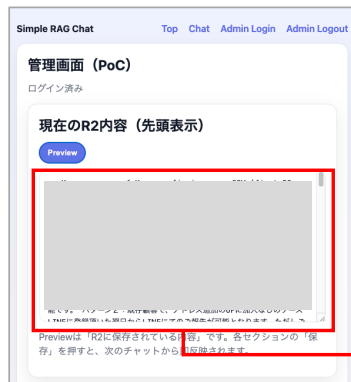 Simple RAG Chat Top Chat Admin Login Admin Logout
管理画面（PoC）
ログイン済み
現在のR2内容（先頭表示）
Preview
Previewは「R2に保存されている内容」です。各セクションの「保
存」を押すと、次のチャットから即反映されます。